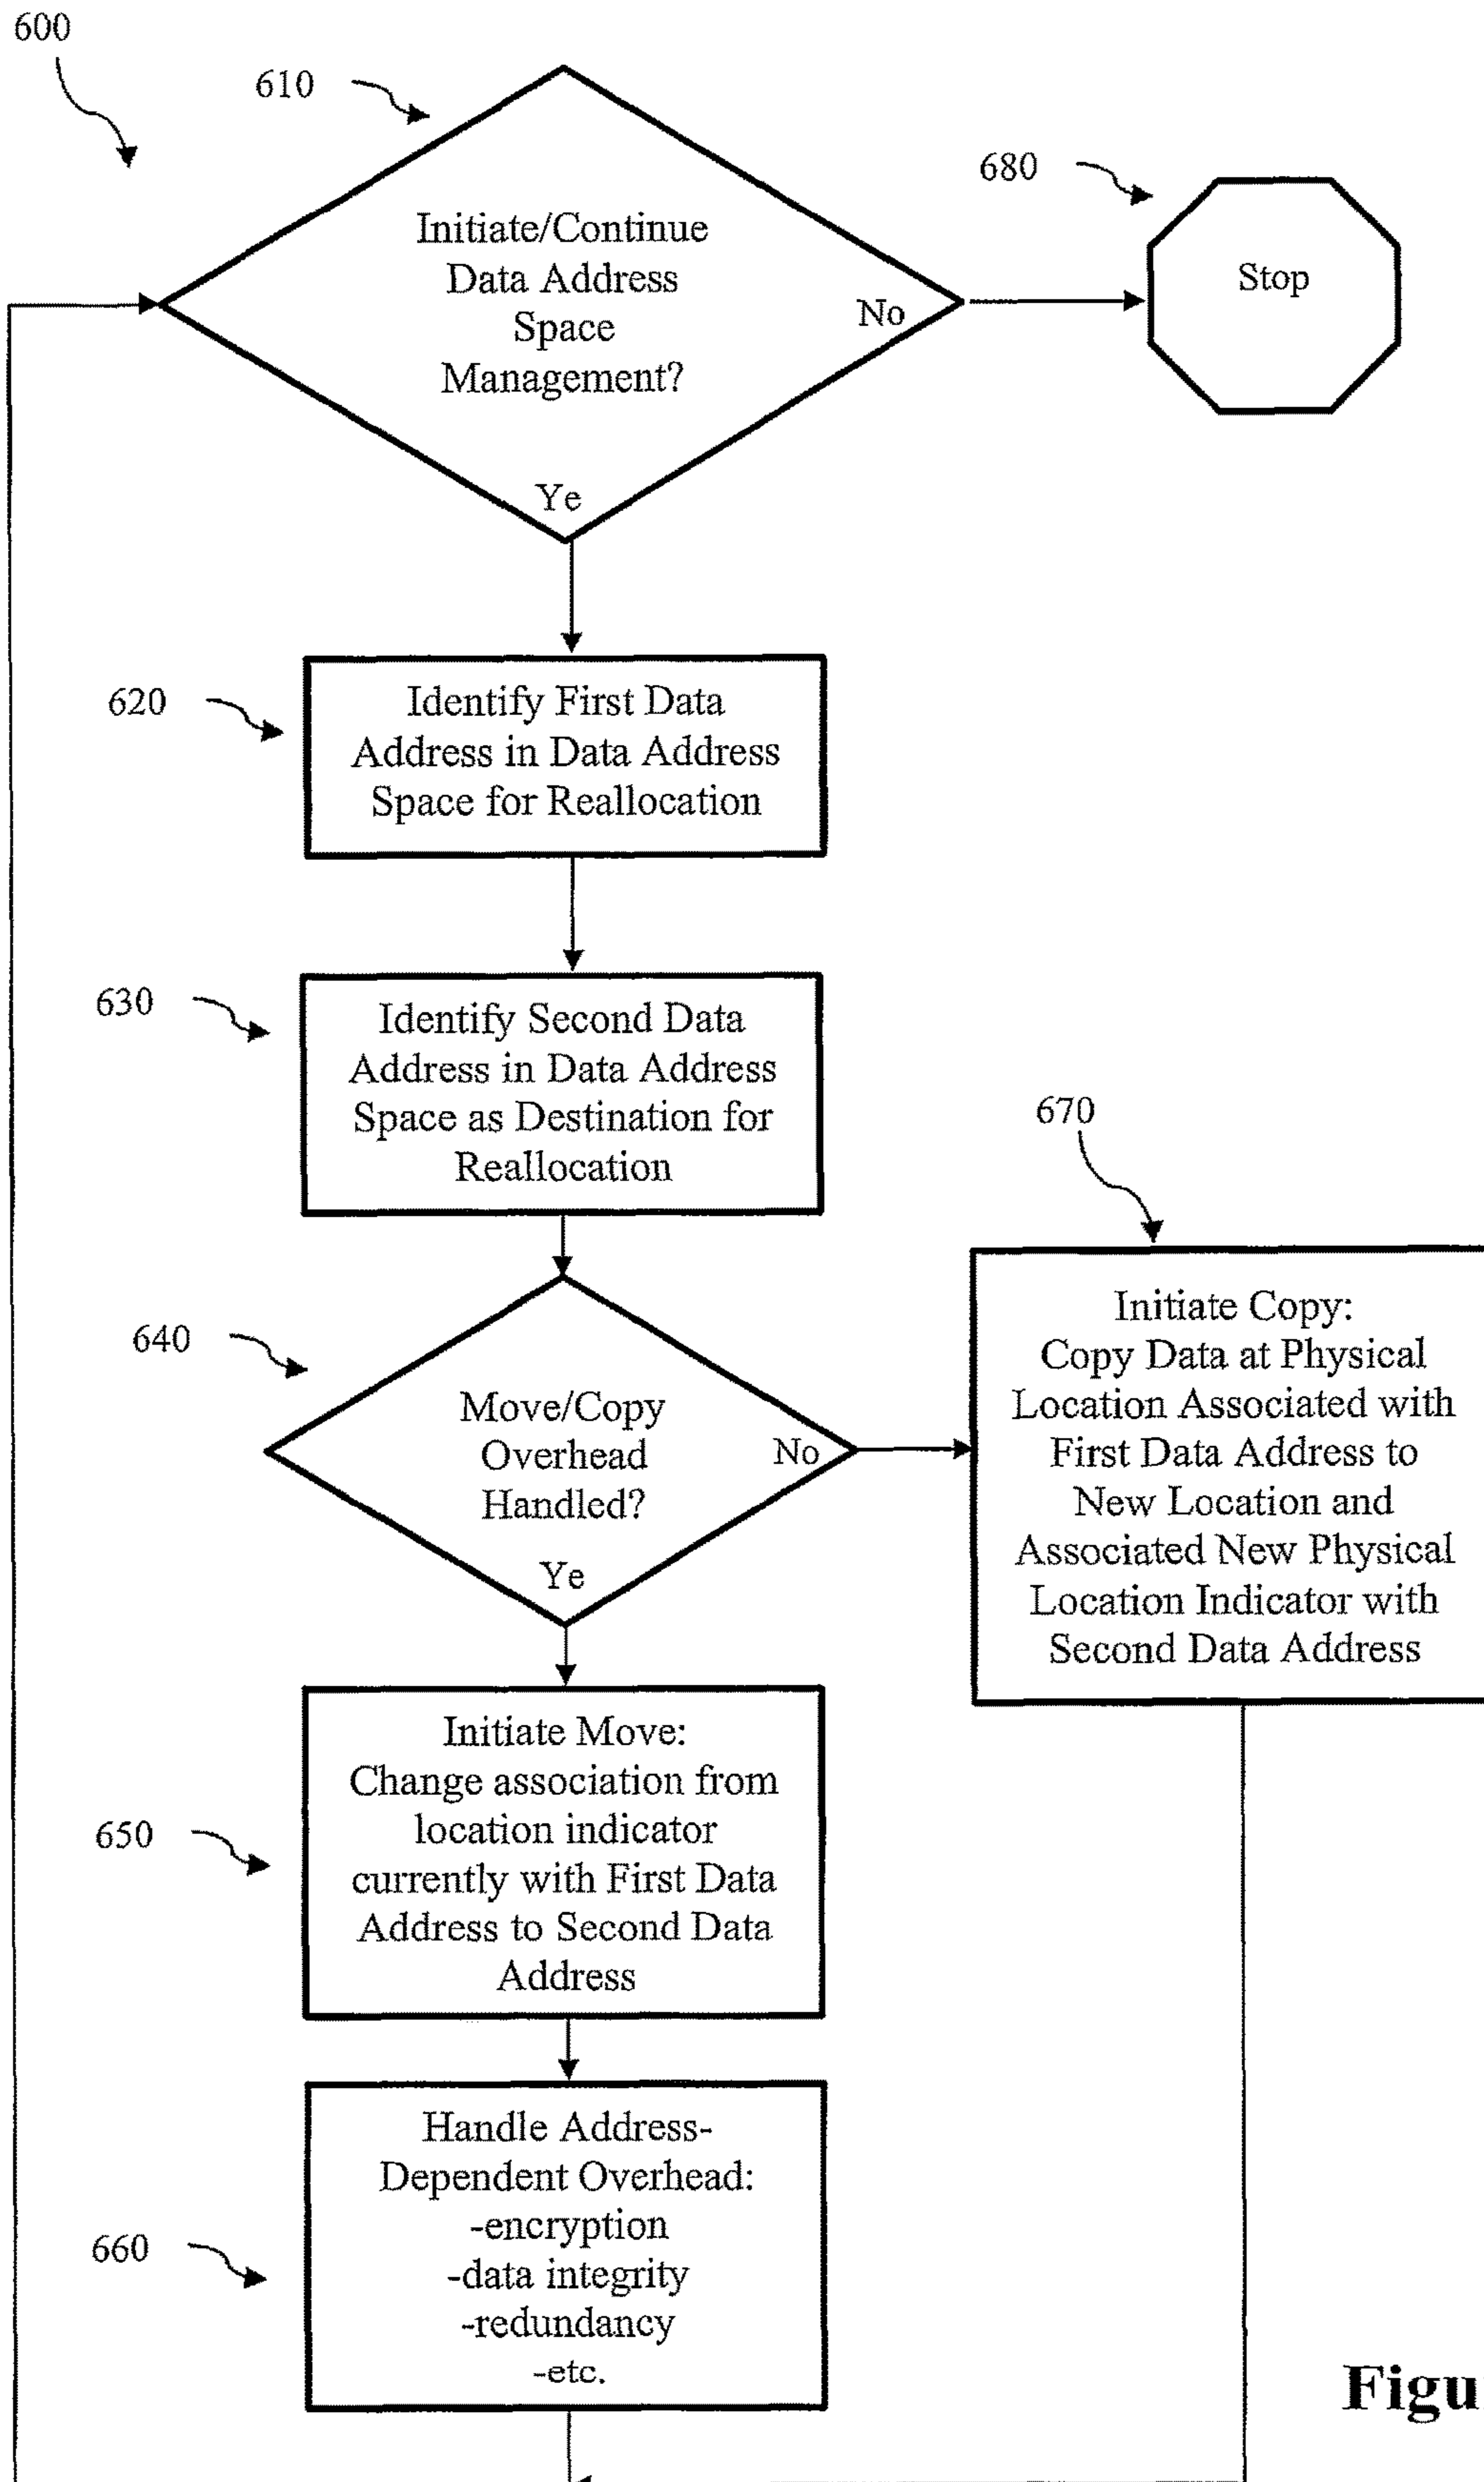 600
610
Initiate/Continue
Data Address
Space
Management?
No
Ye
680
Stop
620
Identify First Data
Address in Data Address
Space for Reallocation
630
Identify Second Data
Address in Data Address
Space as Destination for
Reallocation
640
Move/Copy
Overhead
Handled?
No
Ye
670
Initiate Copy:
Copy Data at Physical
Location Associated with
First Data Address to
New Location and
Associated New Physical
Location Indicator with
Second Data Address
650
Initiate Move:
Change association from
location indicator
currently with First Data
Address to Second Data
Address
660
Handle Address-
Dependent Overhead:
-encryption
-data integrity
-redundancy
-etc.
Figu